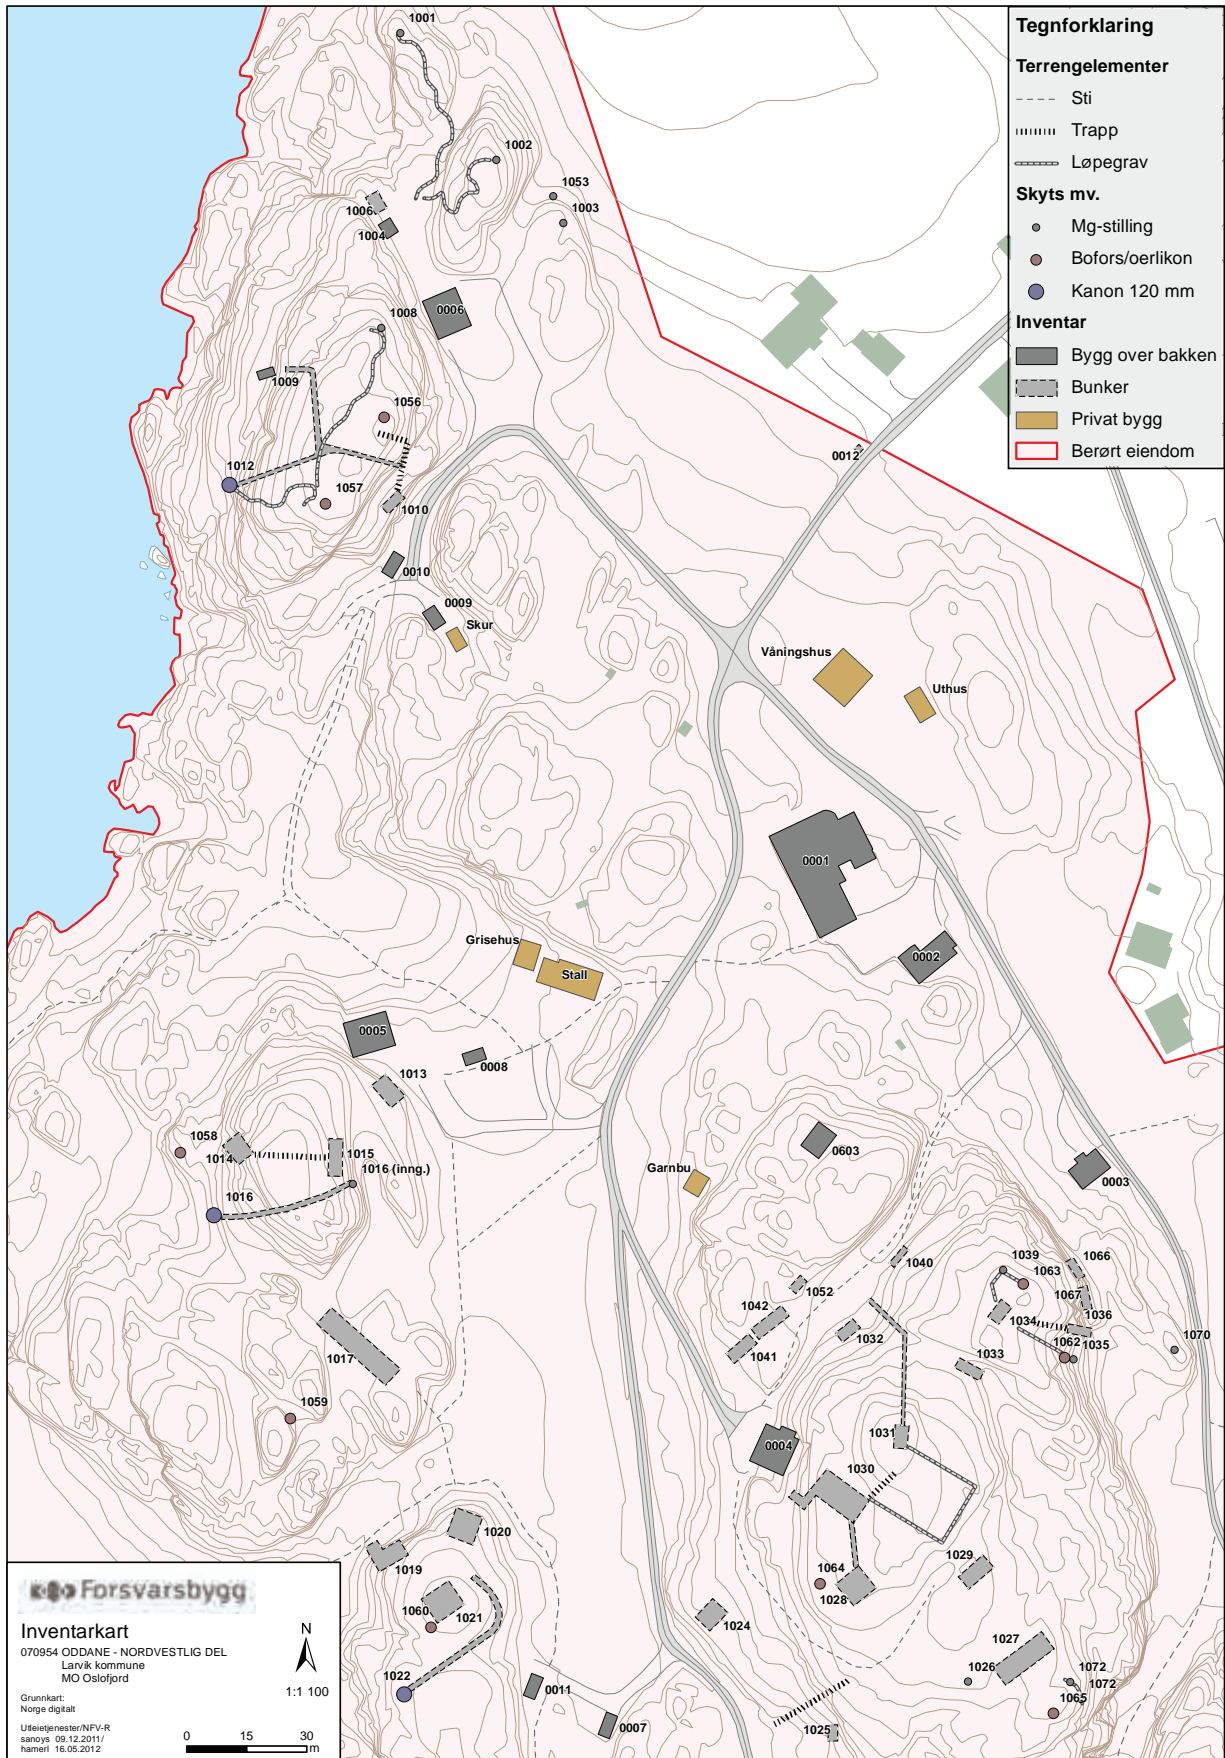 Tegnforklaring
Terrengelementer
Sti
Trapp
Løpegrav
Skyts mv.
Mg-stilling
Bofors/oerlikon
Kanon 120 mm
Inventar
Bygg over bakken
Bunker
Privat bygg
Berørt eiendom
1001
1002
1053
1003
1006
1004
1008
0006
1009
1056
1012
1057
1010
0012
0010
0009
Skur
Våningshus
Uthus
0001
0002
Grisehus
Stall
0005
0008
1013
1058
1014
1015
1016 (inng.)
1016
0603
Garnbu
0003
1040
1039
1063
1066
1067
1036
1052
1042
1041
1032
1034
1062
1035
1033
1070
1017
1059
0004
1031
1030
1020
1019
1064
1028
1029
1060
1021
1024
1022
1027
1026
1072
1072
1065
0011
0007
1025
Forsvarsbygg
Inventarkart
070954 ODDANE - NORDVESTLIG DEL
Larvik kommune
MO Oslofjord
N
1:1 100
Grunnkart:
Norge digitalt
Utleietjenester/NFV-R
sanoys 09.12.2011/
hamerl 16.05.2012
0 15 30
m